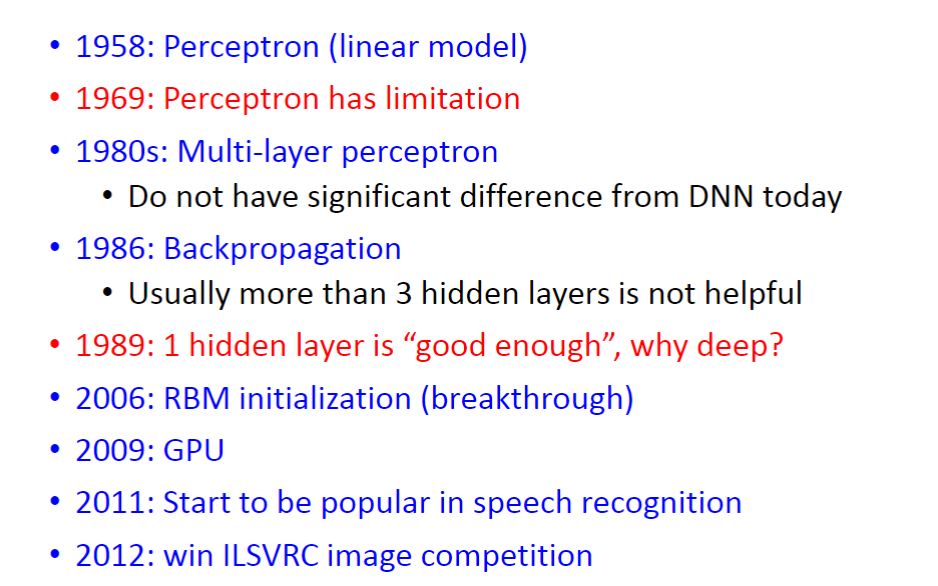 • 1958: Perceptron (linear model)
• 1969: Perceptron has limitation
• 1980s: Multi-layer perceptron
• Do not have significant difference from DNN today
• 1986: Backpropagation
• Usually more than 3 hidden layers is not helpful
• 1989: 1 hidden layer is “good enough”, why deep?
• 2006: RBM initialization (breakthrough)
• 2009: GPU
• 2011: Start to be popular in speech recognition
• 2012: win ILSVRC image competition